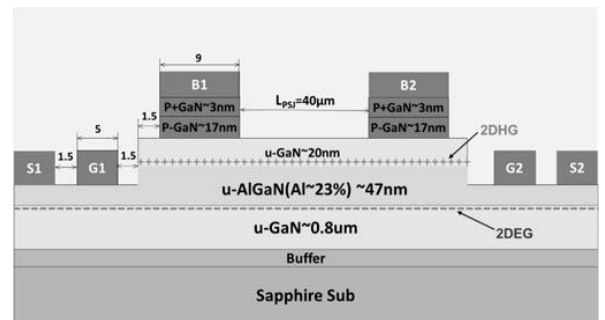 9
B1
B2
P+GaN~3nm
L_PSJ=40μm
P+GaN~3nm
1.5
P-GaN~17nm
P-GaN~17nm
5
2DHG
u-GaN~20nm
S1
1.5
G1
1.5
G2
S2
u-AlGaN(Al~23%) ~47nm
u-GaN~0.8um
2DEG
Buffer
Sapphire Sub